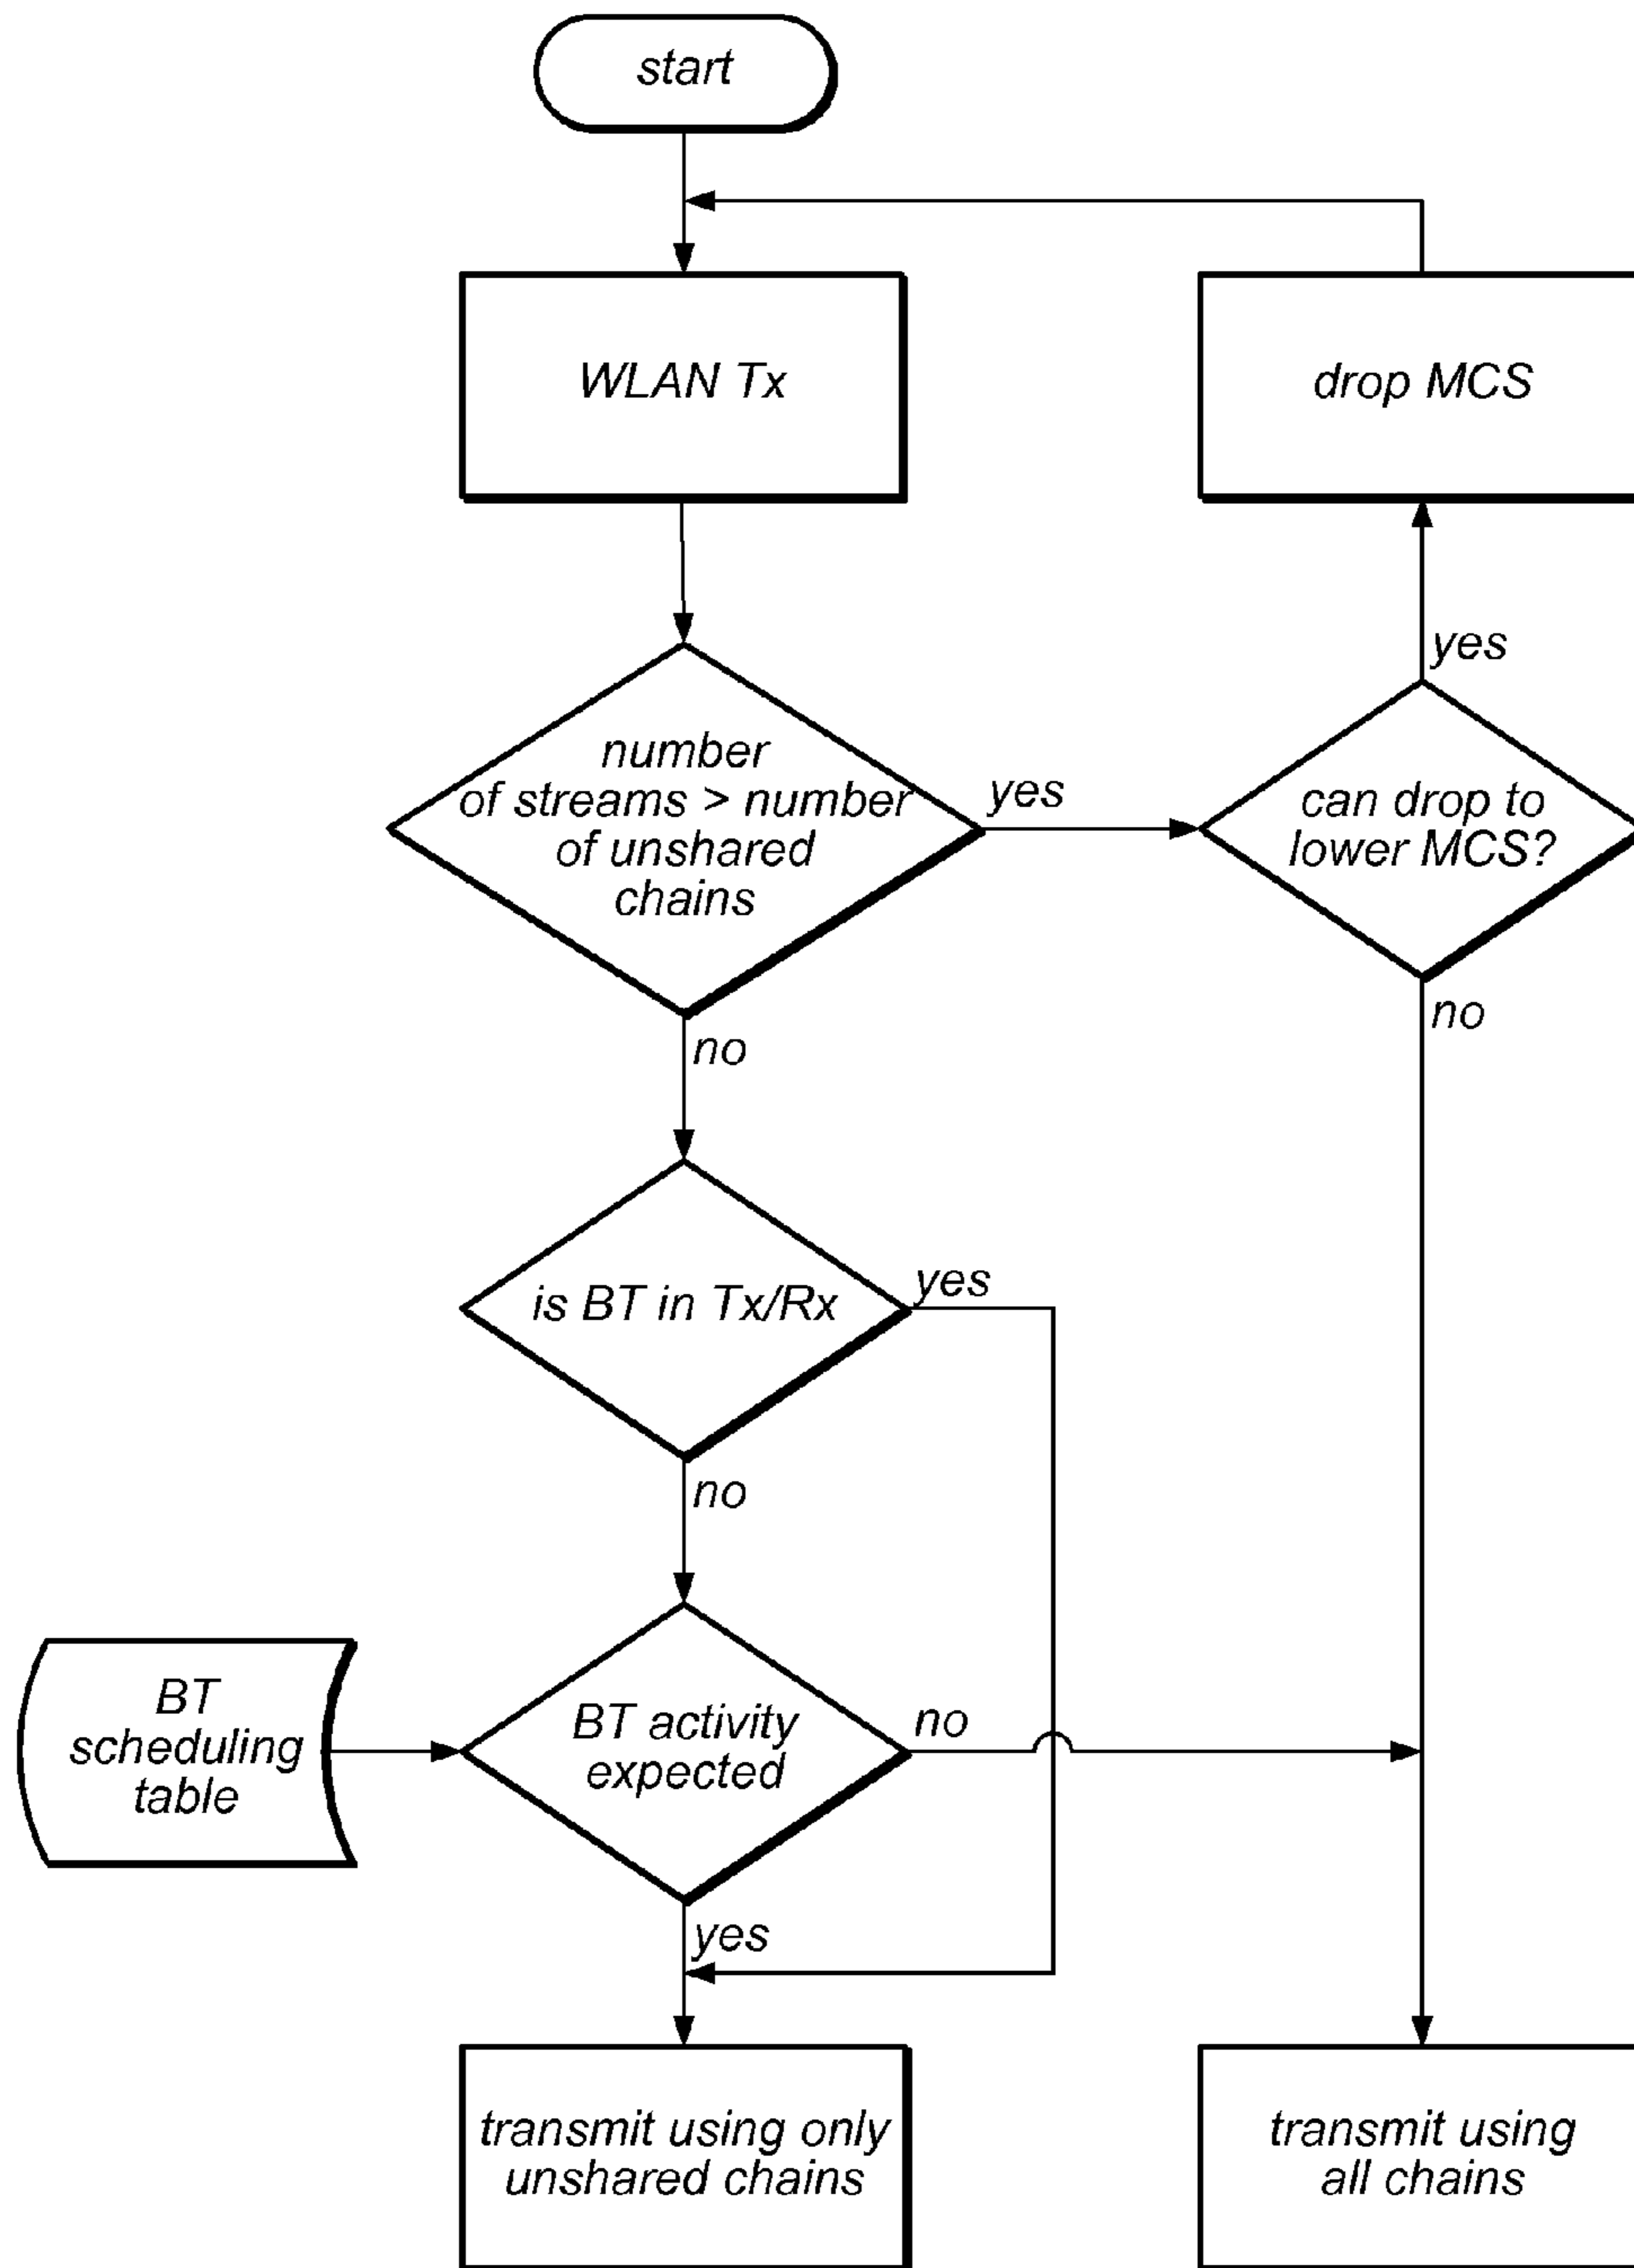 start
WLAN Tx
drop MCS
yes
number
of streams > number
of unshared
chains
yes
can drop to
lower MCS?
no
no
is BT in Tx/Rx
yes
no
BT
scheduling
table
BT activity
expected
no
yes
transmit using only
unshared chains
transmit using
all chains